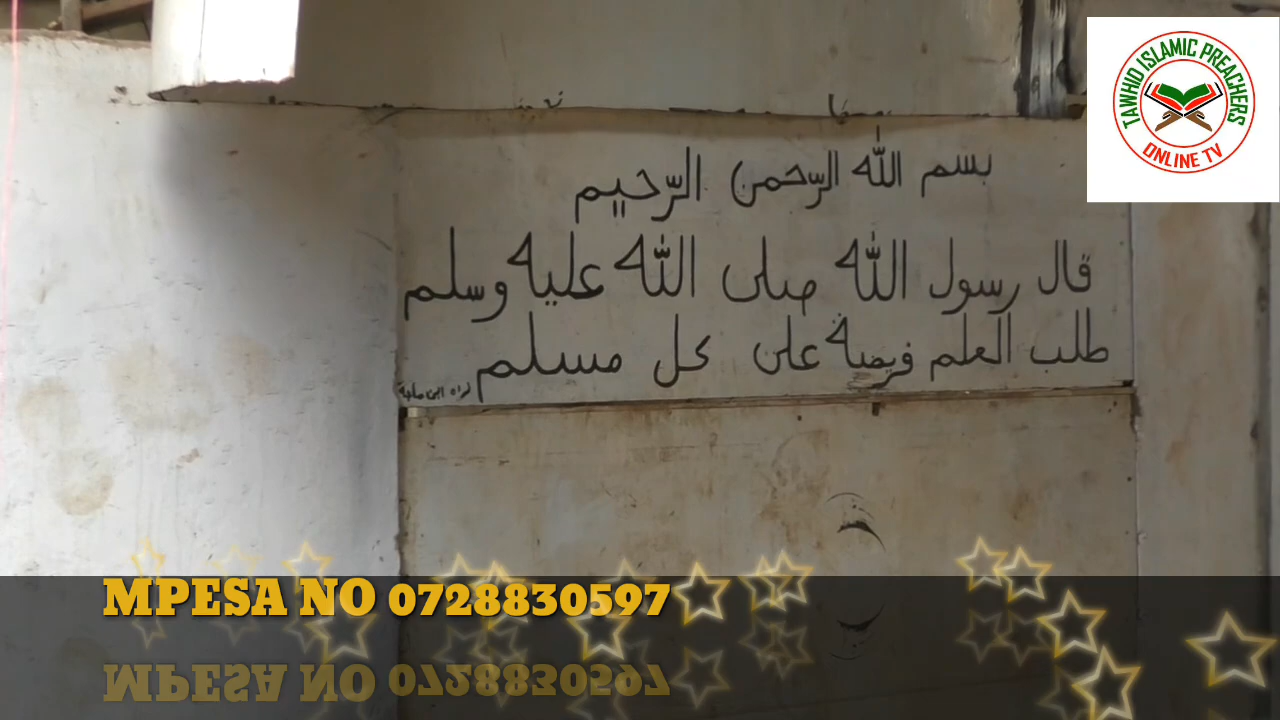 TAWHID ISLAMIC PREACHERS
ONLINE TV
بسم الله الرحمن الرحيم
قال رسول الله صلى الله عليه وسلم
طلب العلم فريضة على كل مسلم
ابن ماجة
MPESA NO 0728830597